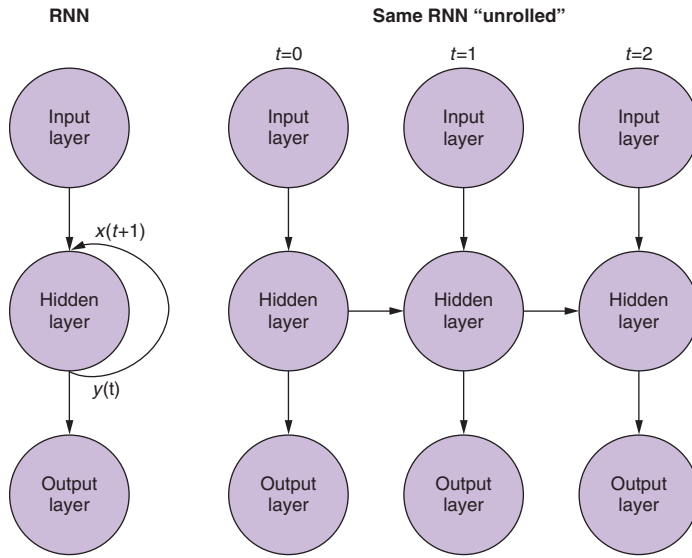 RNN
Same RNN “unrolled”
t=0
t=1
t=2
Input
layer
Input
layer
Input
layer
Input
layer
x(t+1)
Hidden
layer
Hidden
layer
Hidden
layer
Hidden
layer
y(t)
Output
layer
Output
layer
Output
layer
Output
layer